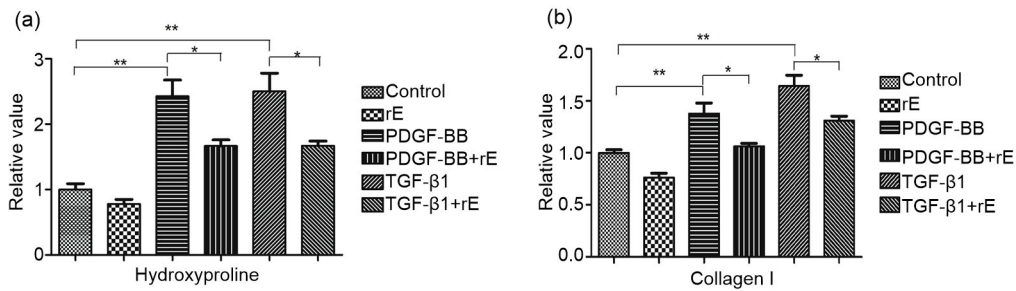 (a)
Relative value
3
2
1
0
**
**
*
*
Hydroxyproline
Control
rE
PDGF-BB
PDGF-BB+rE
TGF-β1
TGF-β1+rE
(b)
Relative value
2.0
1.5
1.0
0.5
0.0
**
**
*
*
Collagen I
Control
rE
PDGF-BB
PDGF-BB+rE
TGF-β1
TGF-β1+rE